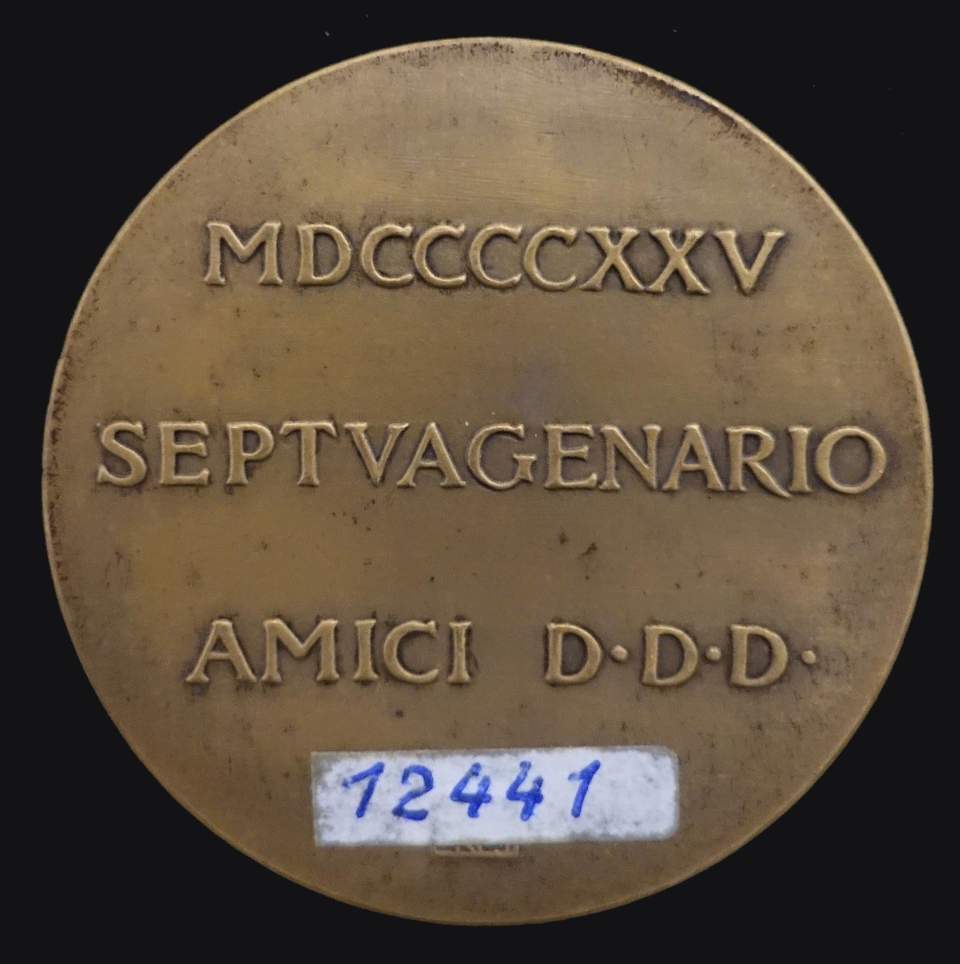 MDCCCCXXV
SEPTVAGENARIO
AMICI D·D·D·
12441